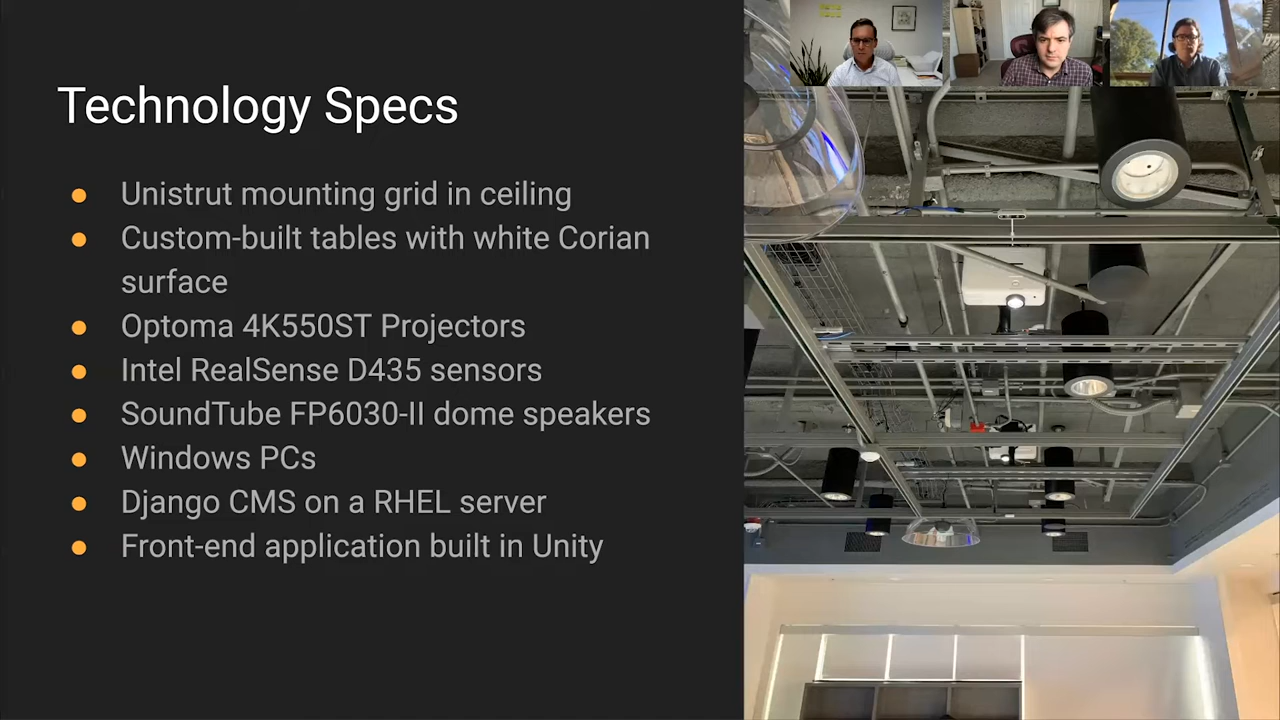 Technology Specs
● Unistrut mounting grid in ceiling
● Custom-built tables with white Corian
surface
● Optoma 4K550ST Projectors
● Intel RealSense D435 sensors
● SoundTube FP6030-II dome speakers
● Windows PCs
● Django CMS on a RHEL server
● Front-end application built in Unity